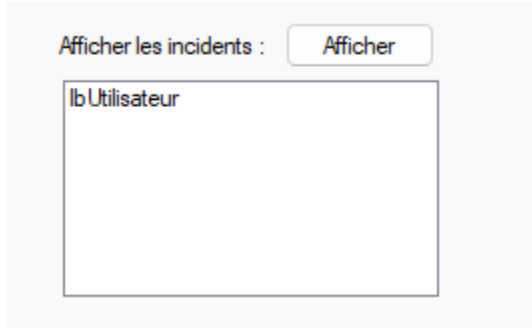 Afficher les incidents :
Afficher
lbUtilisateur